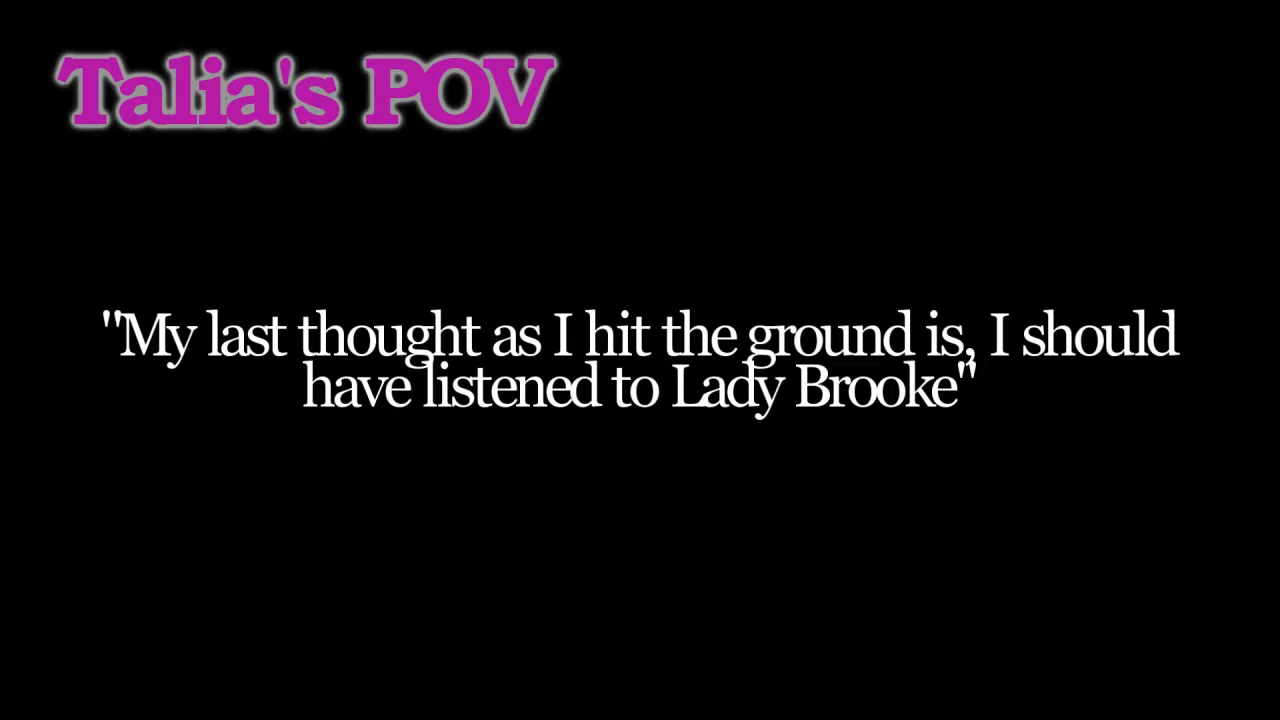 Talia's POV
"My last thought as I hit the ground is, I should
have listened to Lady Brooke"